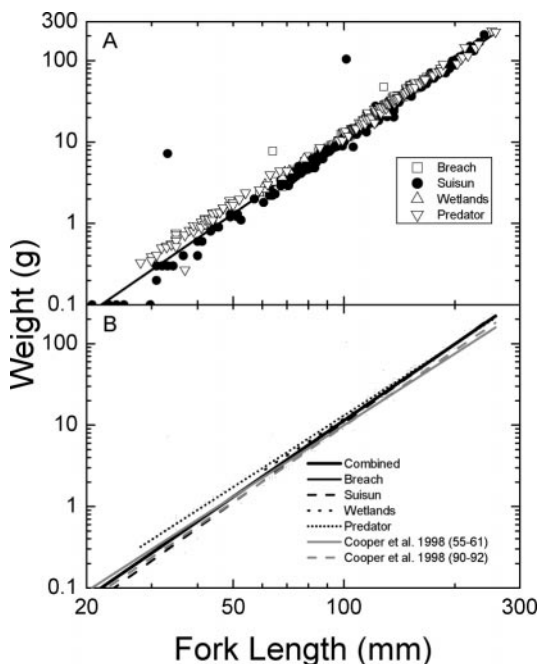 300
A
100
10
1
0.1
Breach
Suisun
Wetlands
Predator
Weight (g)
B
100
10
1
0.1
Combined
Breach
Suisun
Wetlands
Predator
Cooper et al. 1998 (55-61)
Cooper et al. 1998 (90-92)
20
50
100
300
Fork Length (mm)